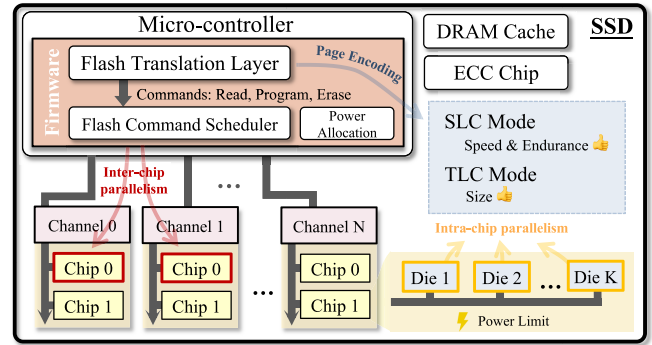 Micro-controller
SSD
DRAM Cache
ECC Chip
Firmware
Flash Translation Layer
Page Encoding
Commands: Read, Program, Erase
Flash Command Scheduler
Power
Allocation
SLC Mode
Speed & Endurance
TLC Mode
Size
Inter-chip
parallelism
...
Channel 0
Channel 1
Channel N
Intra-chip parallelism
Chip 0
Chip 0
Chip 0
Die 1
Die 2
...
Die K
Chip 1
Chip 1
...
Chip 1
Power Limit